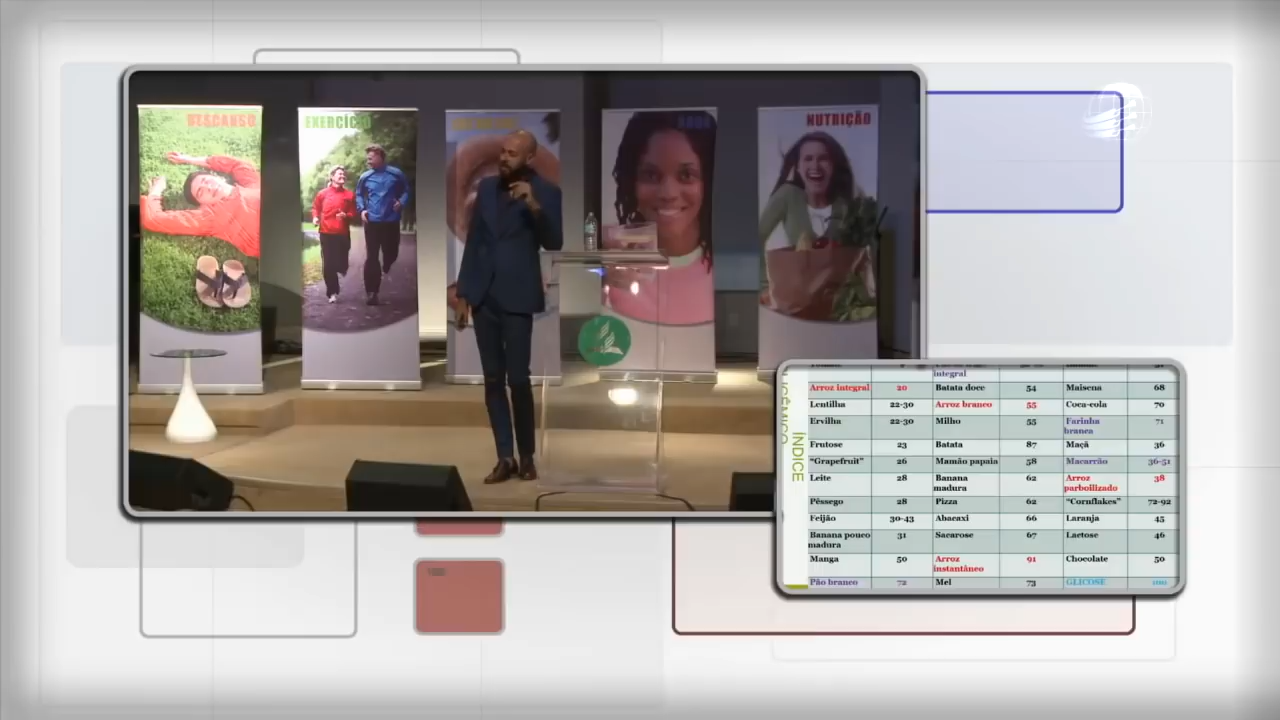 DESCANSO
EXERCÍCIO
NUTRIÇÃO
integral
Arroz integral 20 Batata doce 54 Maisena 68
Lentilha 22-30 Arroz branco 55 Coca-cola 70
Ervilha 22-30 Milho 55 Farinha branca 71
Frutose 23 Batata 87 Maçã 36
“Grapefruit” 26 Mamão papaia 58 Macarrão 36-51
Leite 28 Banana madura 62 Arroz parboilizado 38
Pêssego 28 Pizza 62 “Cornflakes” 72-92
Feijão 30-43 Abacaxi 66 Laranja 45
Banana pouco madura 31 Sacarose 67 Lactose 46
Manga 50 Arroz instantâneo 91 Chocolate 50
Pão branco 72 Mel 73 GLICOSE 100
ÍNDICE